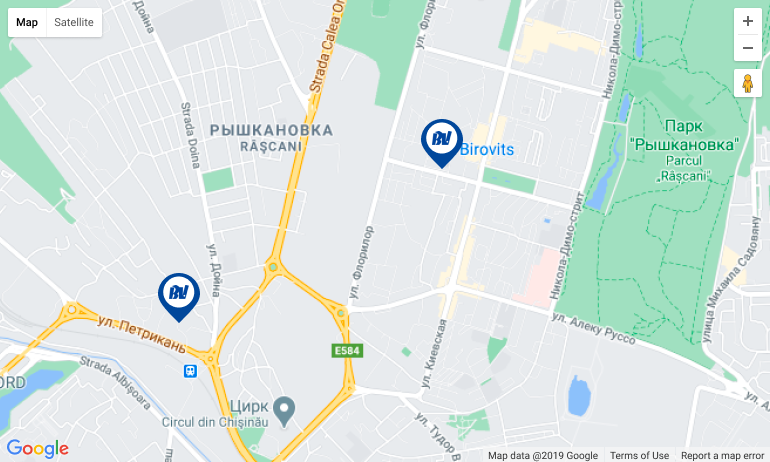 Map
Satellite
ул. Флорилор
Strada Calea Or
Никола-Димо-стрит
Strada Doina
Дойна
РЫШКАНОВКА
RÂȘCANI
BV
Birovits
Парк
"Рышкановка"
Parcul
„Râșcani"
ул. Дойна
ул. Флорилор
Никола-Димо-стрит
улица Михаила Садовяну
BV
ул. Петрикань
ул. Алеку Руссо
E584
ул. Киевская
Strada Albișoara
ORD
Цирк
Circul din Chișinău
ул. Тудор В
ул. А
Google
Map data @2019 Google
Terms of Use
Report a map error